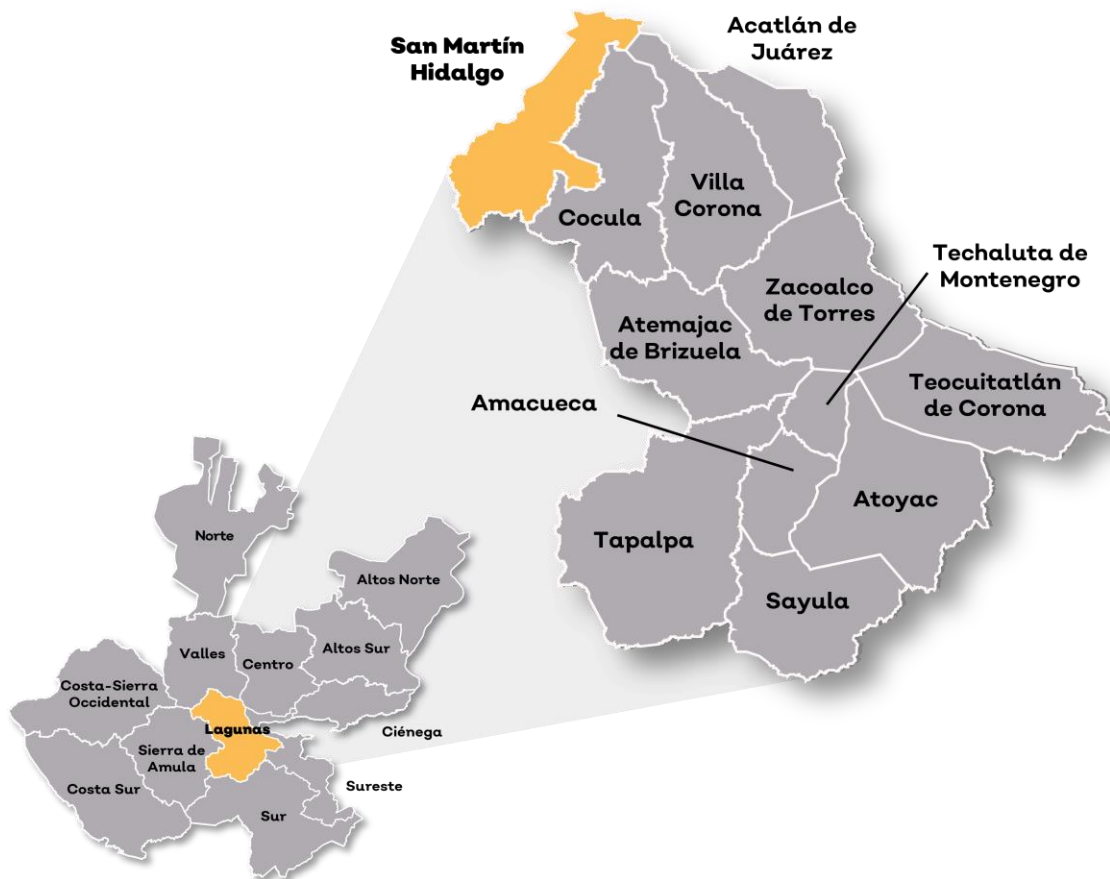 San Martín
Hidalgo
Acatlán de
Juárez
Villa
Corona
Cocula
Techaluta de
Montenegro
Zacoalco
de Torres
Atemajac
de Brizuela
Teocuitatlán
de Corona
Amacueca
Atoyac
Tapalpa
Sayula
Norte
Altos Norte
Valles
Centro
Altos Sur
Costa-Sierra
Occidental
Lagunas
Ciénega
Sierra de
Amula
Costa Sur
Sureste
Sur